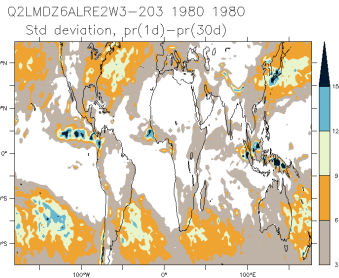 Q2LMDZ6ALRE2W3-203 1980 1980
Std deviation, pr(1d)-pr(30d)
°N
15
°N
12
0°
9
°S
6
°S
3
100°W
0°
100°E